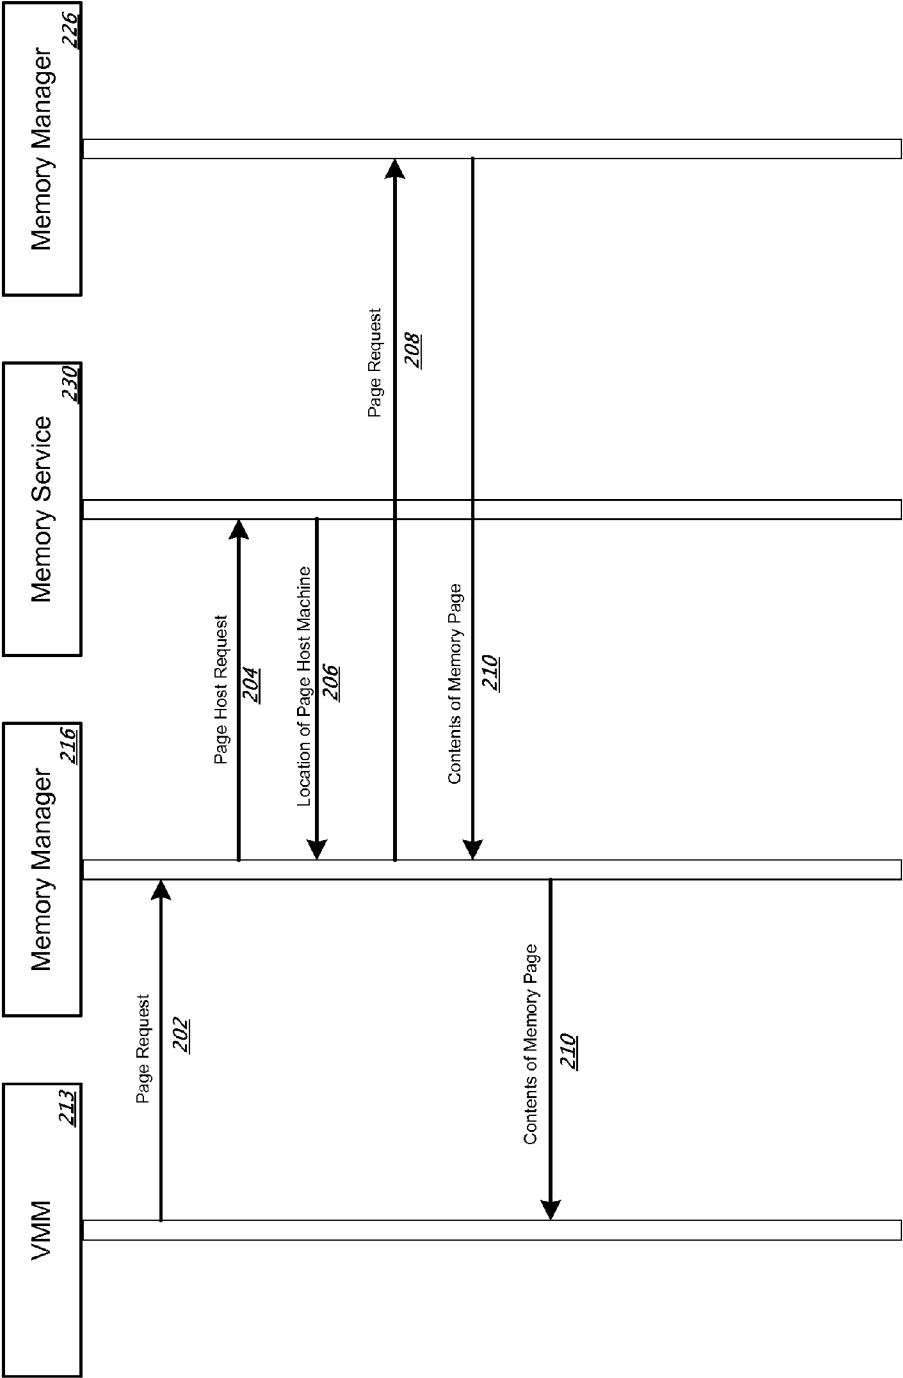 VMM
213
Memory Manager
216
Memory Service
230
Memory Manager
226
Page Request
202
Page Host Request
204
Location of Page Host Machine
206
Page Request
208
Contents of Memory Page
210
Contents of Memory Page
210